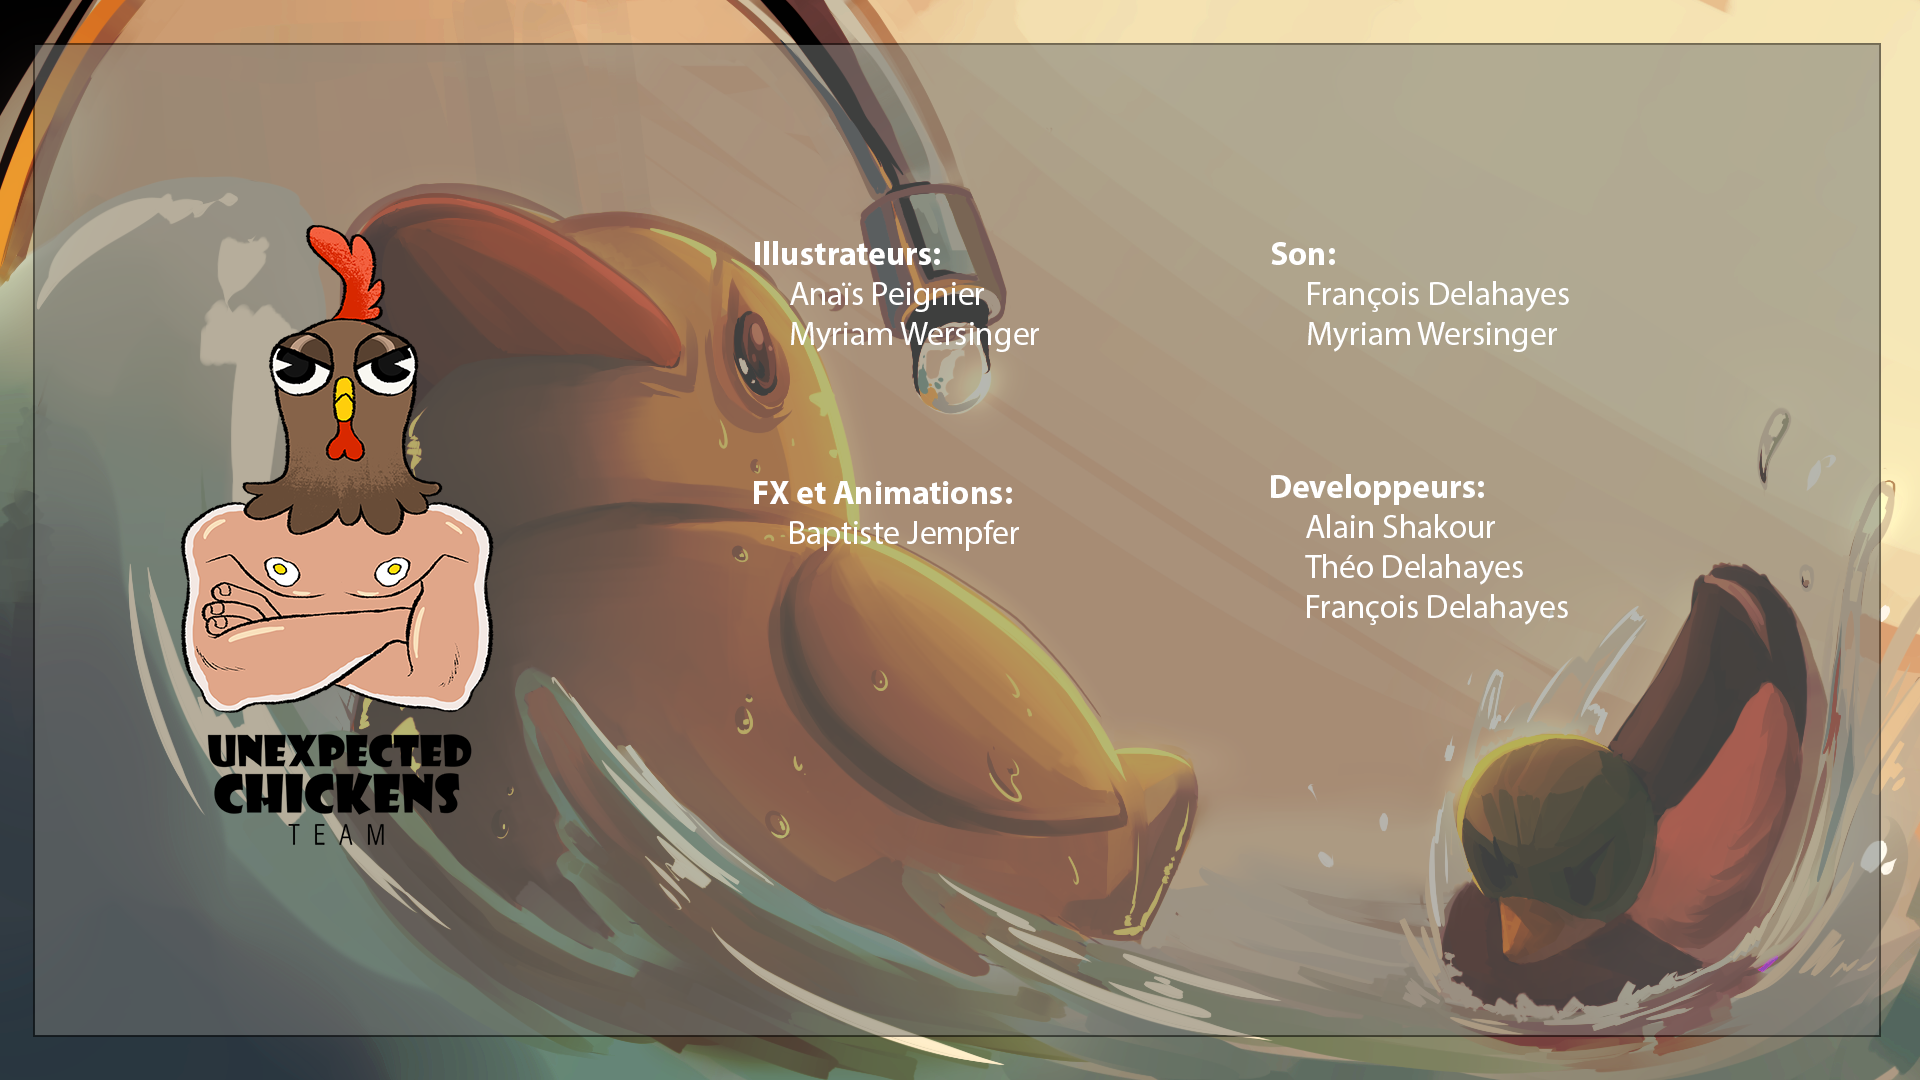 UNEXPECTED
CHICKENS
TEAM
Illustrateurs:
Anaïs Peignier
Myriam Wersinger
FX et Animations:
Baptiste Jempfer
Son:
François Delahayes
Myriam Wersinger
Developpeurs:
Alain Shakour
Théo Delahayes
François Delahayes